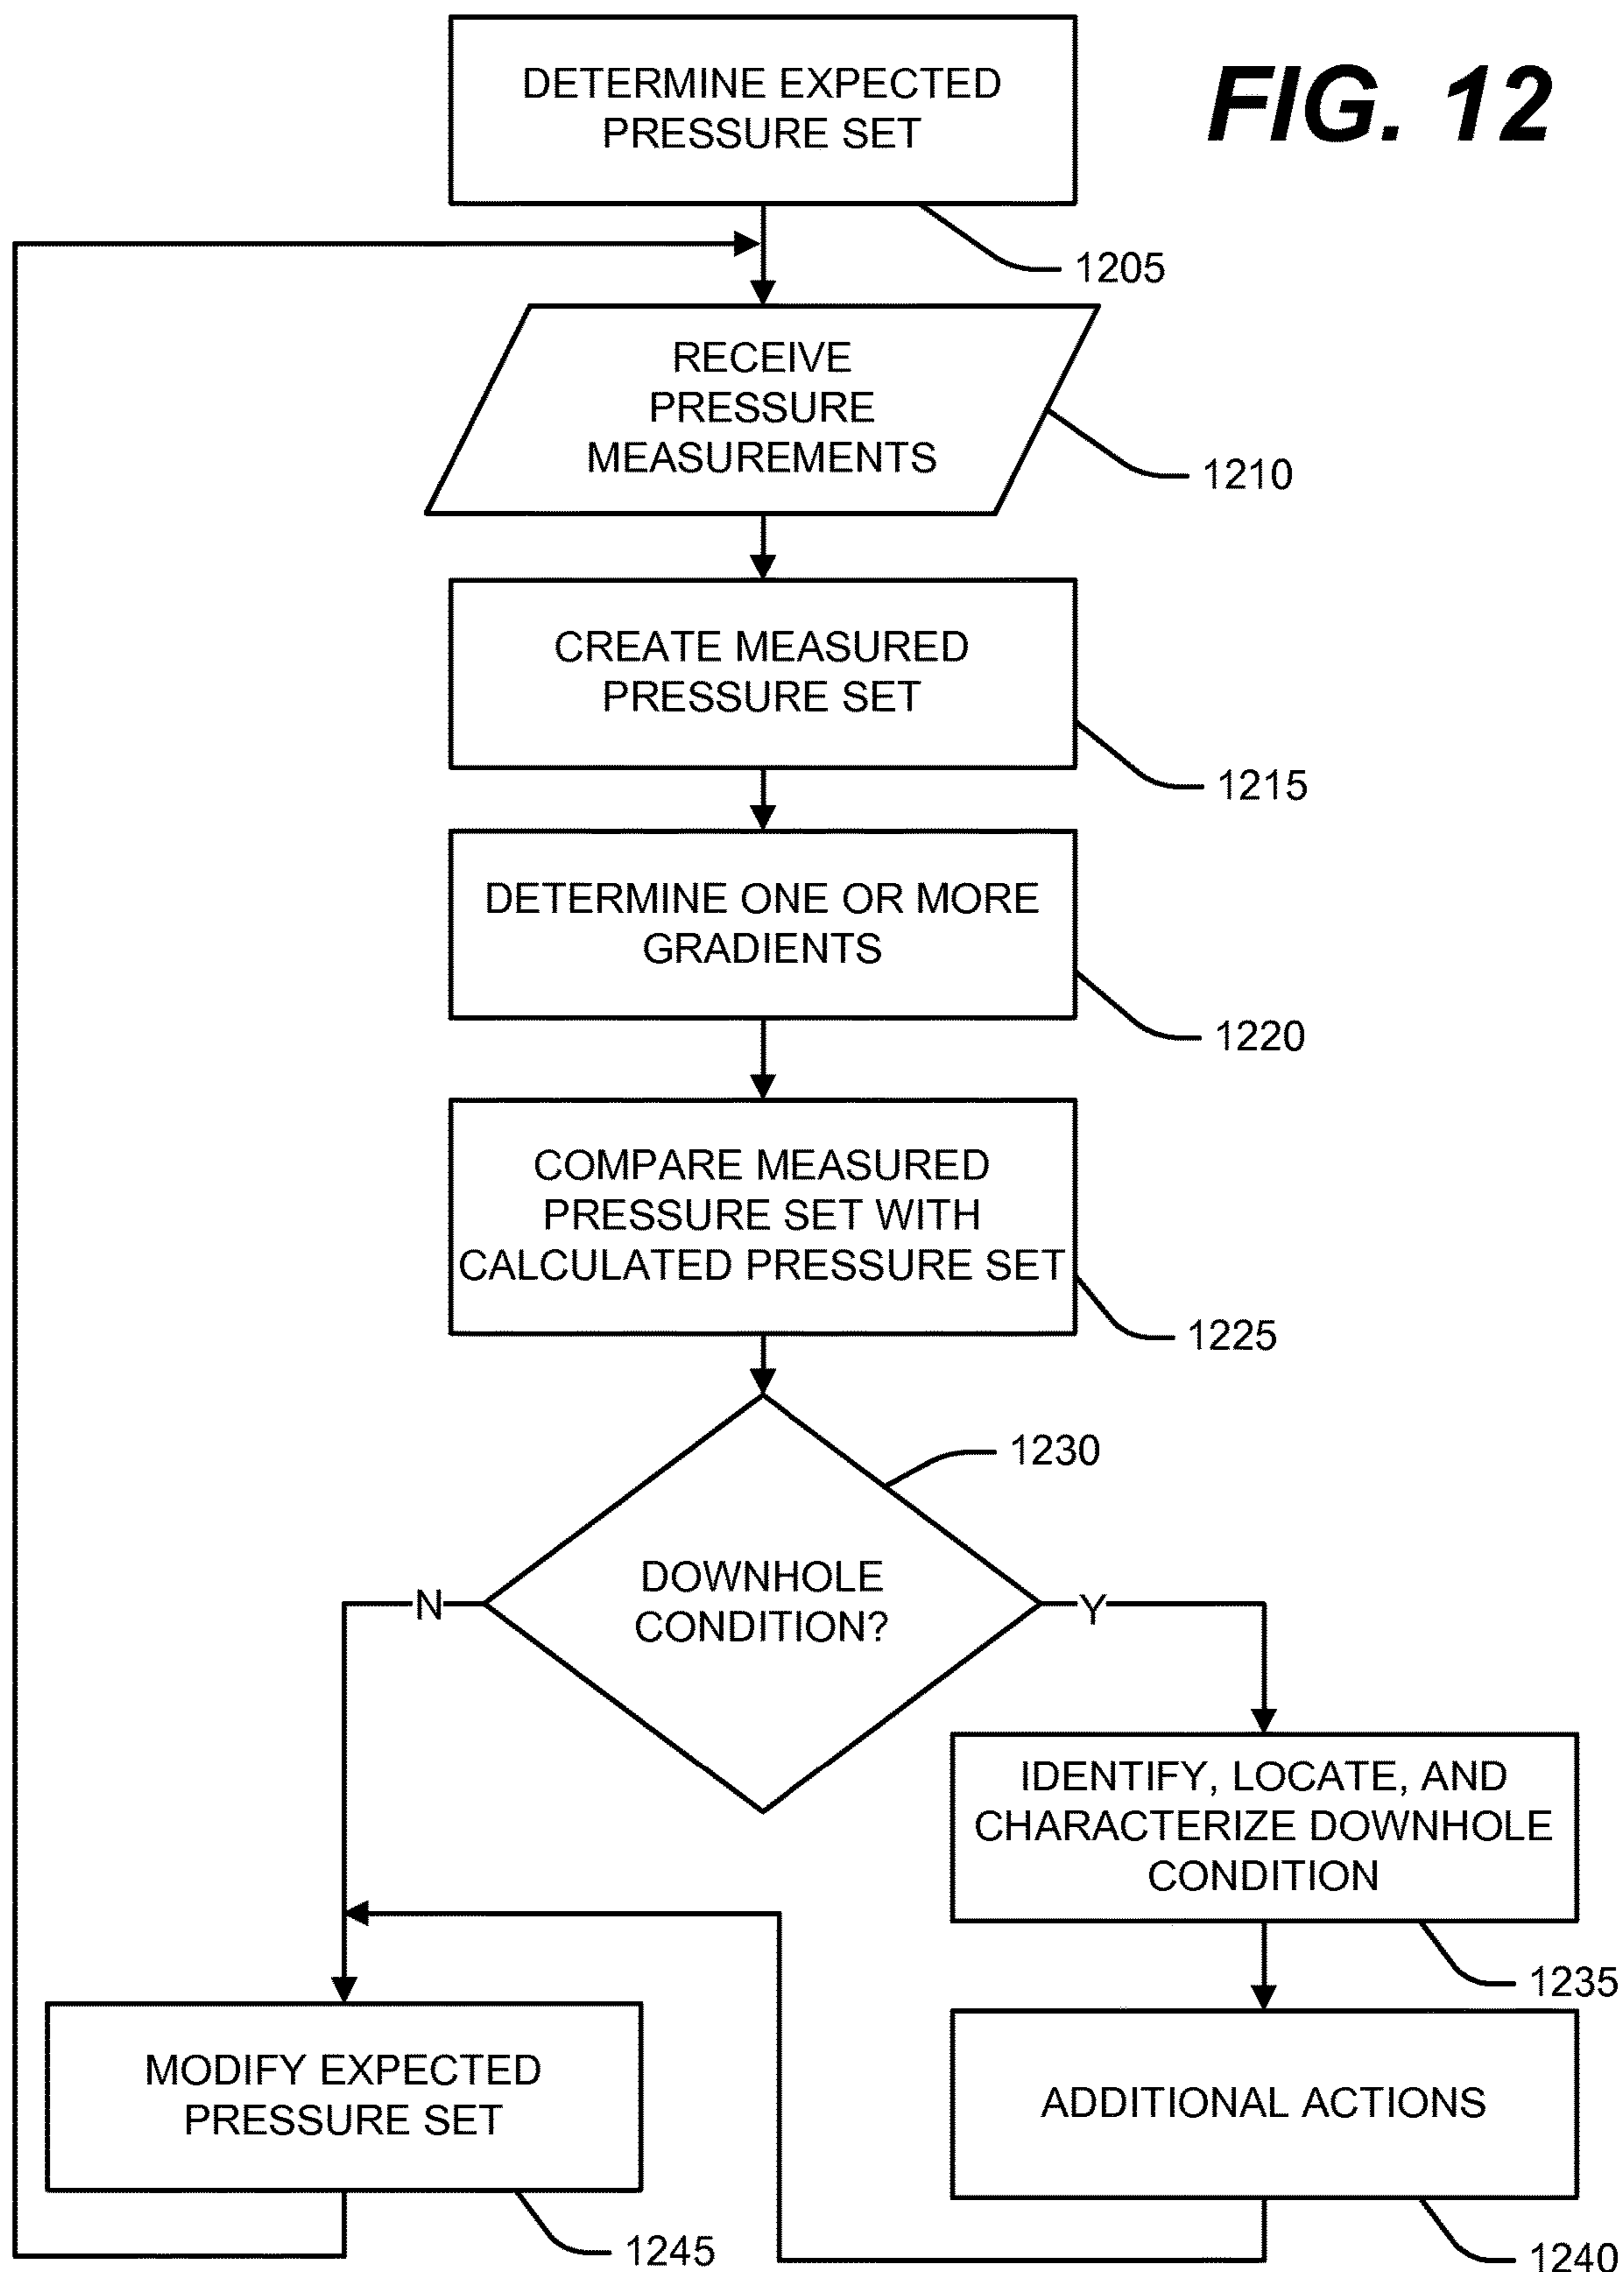 FIG. 12
DETERMINE EXPECTED
PRESSURE SET
1205
RECEIVE
PRESSURE
MEASUREMENTS
1210
CREATE MEASURED
PRESSURE SET
1215
DETERMINE ONE OR MORE
GRADIENTS
1220
COMPARE MEASURED
PRESSURE SET WITH
CALCULATED PRESSURE SET
1225
1230
DOWNHOLE
CONDITION?
N
Y
IDENTIFY, LOCATE, AND
CHARACTERIZE DOWNHOLE
CONDITION
1235
MODIFY EXPECTED
PRESSURE SET
1245
ADDITIONAL ACTIONS
1240